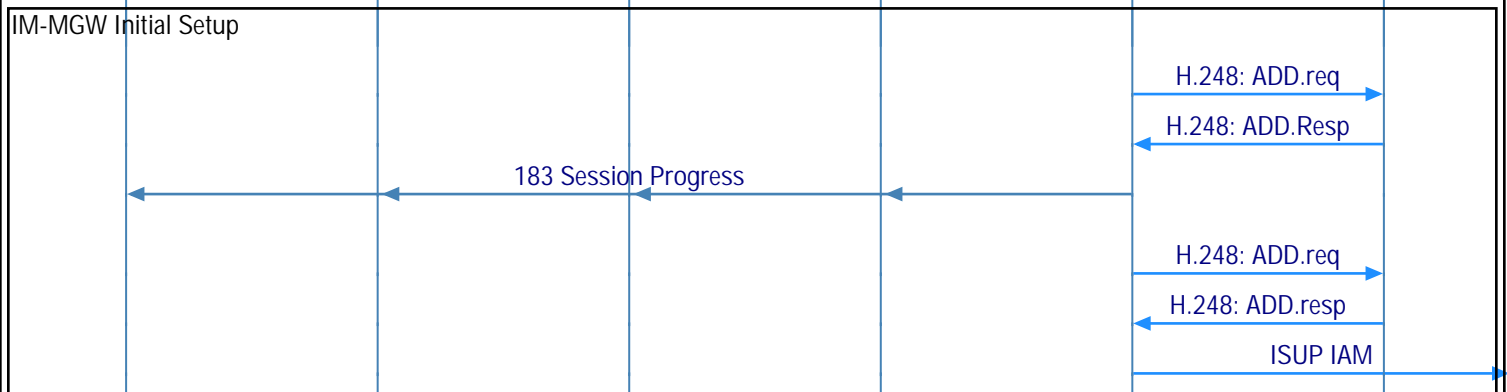 IM-MGW Initial Setup
H.248: ADD.req
H.248: ADD.Resp
183 Session Progress
H.248: ADD.req
H.248: ADD.resp
ISUP IAM